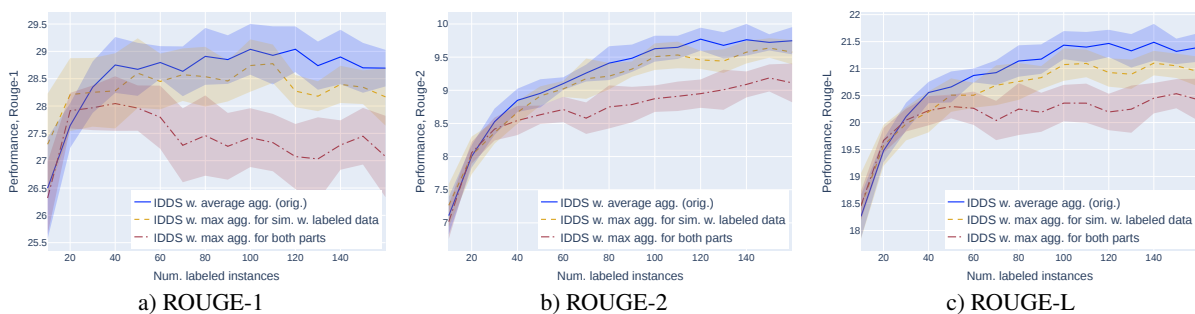 a)
b)
c)
29.5
29
28.5
28
27.5
27
26.5
26
25.5
Performance, Rouge-1
20
40
60
80
100
120
140
Num. labeled instances
IDDS w. average agg. (orig.)
IDDS w. max agg. for sim. w. labeled data
IDDS w. max agg. for both parts
a) ROUGE-1
10
9.5
9
8.5
8
7.5
7
Performance, Rouge-2
20
40
60
80
100
120
140
Num. labeled instances
IDDS w. average agg. (orig.)
IDDS w. max agg. for sim. w. labeled data
IDDS w. max agg. for both parts
b) ROUGE-2
22
21.5
21
20.5
20
19.5
19
18.5
18
Performance, Rouge-L
20
40
60
80
100
120
140
Num. labeled instances
IDDS w. average agg. (orig.)
IDDS w. max agg. for sim. w. labeled data
IDDS w. max agg. for both parts
c) ROUGE-L